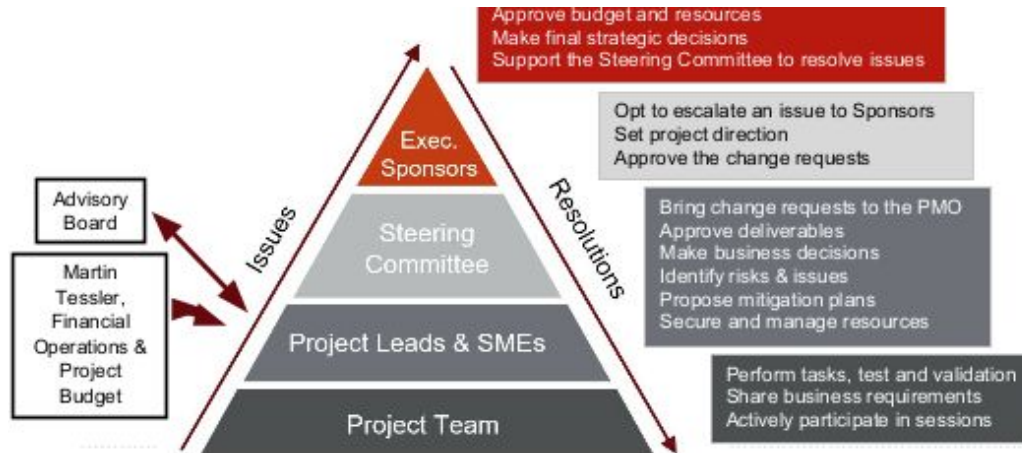 Approve budget and resources
Make final strategic decisions
Support the Steering Committee to resolve issues
Opt to escalate an issue to Sponsors
Set project direction
Approve the change requests
Exec.
Sponsors
Issues
Resolutions
Advisory
Board
Bring change requests to the PMO
Approve deliverables
Make business decisions
Identify risks & issues
Propose mitigation plans
Secure and manage resources
Steering
Committee
Martin
Tessler,
Financial
Operations &
Project
Budget
Project Leads & SMEs
Perform tasks, test and validation
Share business requirements
Actively participate in sessions
Project Team